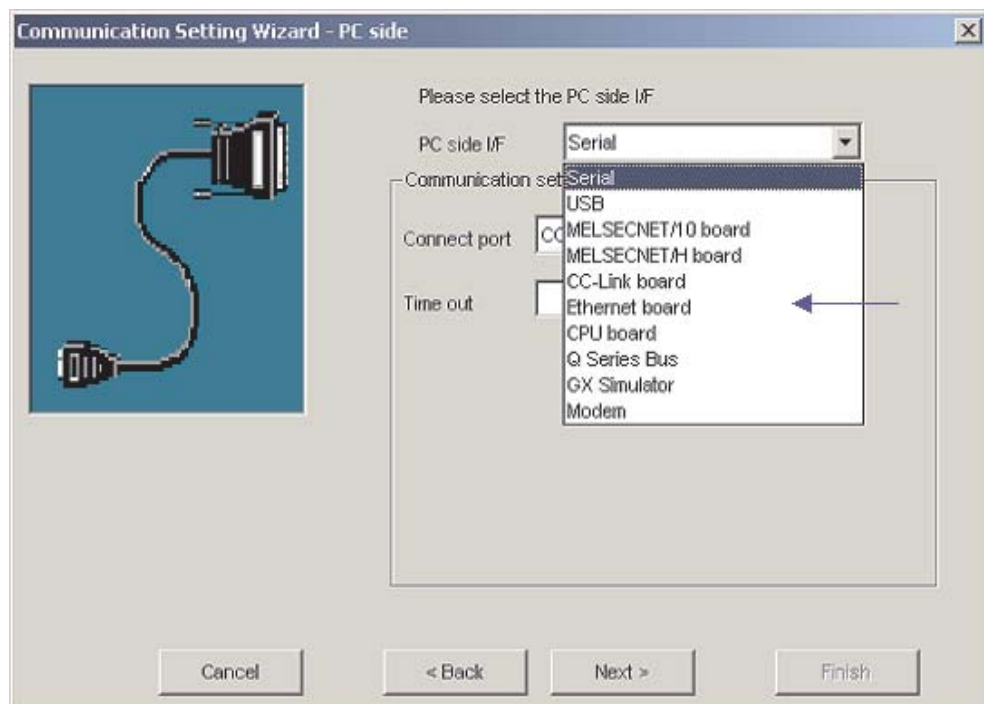 Communication Setting Wizard - PC side
Please select the PC side I/F
PC side I/F
Serial
Communication set
Serial
USB
MELSECNET/10 board
MELSECNET/H board
CC-Link board
Ethernet board
CPU board
Q Series Bus
GX Simulator
Modem
Connect port
Time out
Cancel
< Back
Next >
Finish